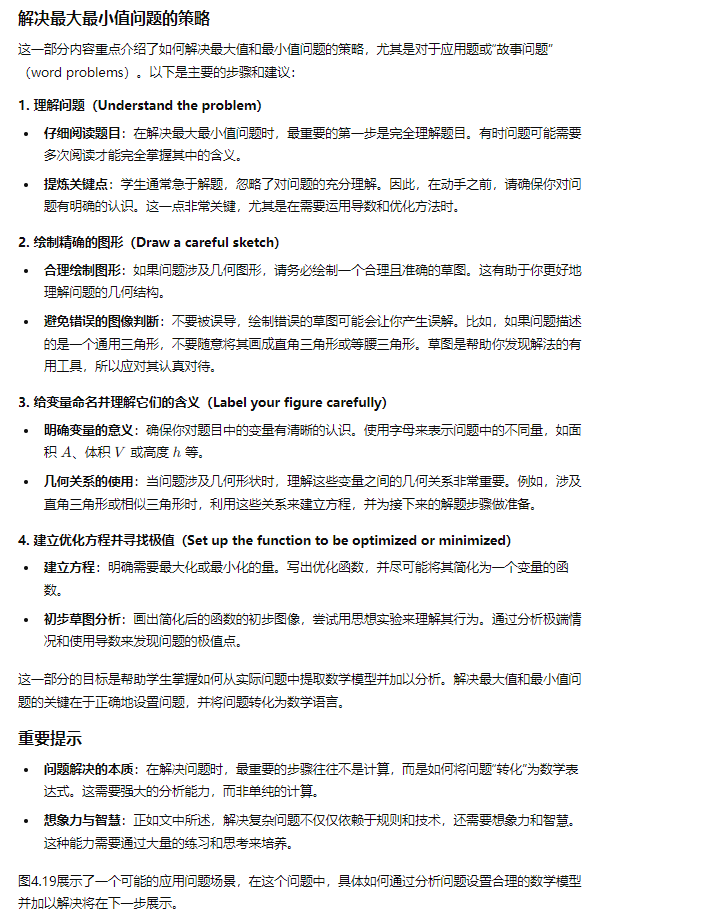 解决最大最小值问题的策略
这一部分内容重点介绍了如何解决最大值和最小值问题的策略，尤其是对于应用题或“故事问题”
（word problems）。以下是主要的步骤和建议：
1. 理解问题（Understand the problem）
• 仔细阅读题目：在解决最大最小值问题时，最重要的第一步是完全理解题目。有时问题可能需要
多次阅读才能完全掌握其中的含义。
• 提炼关键点：学生通常急于解题，忽略了对问题的充分理解。因此，在动手之前，请确保你对问
题有明确的认识。这一点非常关键，尤其是在需要运用导数和优化方法时。
2. 绘制精确的图形（Draw a careful sketch）
• 合理绘制图形：如果问题涉及几何图形，请务必绘制一个合理且准确的草图。这有助于你更好地
理解问题的几何结构。
• 避免错误的图像判断：不要被误导，绘制错误的草图可能会让你产生误解。比如，如果问题描述
的是一个通用三角形，不要随意将其画成直角三角形或等腰三角形。草图是帮助你发现解法的有
用工具，所以应对其认真对待。
3. 给变量命名并理解它们的含义（Label your figure carefully）
• 明确变量的意义：确保你对题目中的变量有清晰的认识。使用字母来表示问题中的不同量，如面
积 A、体积 V 或高度 h 等。
• 几何关系的使用：当问题涉及几何形状时，理解这些变量之间的几何关系非常重要。例如，涉及
直角三角形或相似三角形时，利用这些关系来建立方程，并为接下来的解题步骤做准备。
4. 建立优化方程并寻找极值（Set up the function to be optimized or minimized）
• 建立方程：明确需要最大化或最小化的量。写出优化函数，并尽可能将其简化为一个变量的函
数。
• 初步草图分析：画出简化后的函数的初步图像，尝试用思想实验来理解其行为。通过分析极端情
况和使用导数来发现问题的极值点。
这一部分的目标是帮助学生掌握如何从实际问题中提取数学模型并加以分析。解决最大值和最小值问
题的关键在于正确地设置问题，并将问题转化为数学语言。
重要提示
• 问题解决的本质：在解决问题时，最重要的步骤往往不是计算，而是如何将问题“转化”为数学表
达式。这需要强大的分析能力，而非单纯的计算。
• 想象力与智慧：正如文中所述，解决复杂问题不仅仅依赖于规则和技术，还需要想象力和智慧。
这种能力需要通过大量的练习和思考来培养。
图4.19展示了一个可能的应用问题场景，在这个问题中，具体如何通过分析问题设置合理的数学模型
并加以解决将在下一步展示。